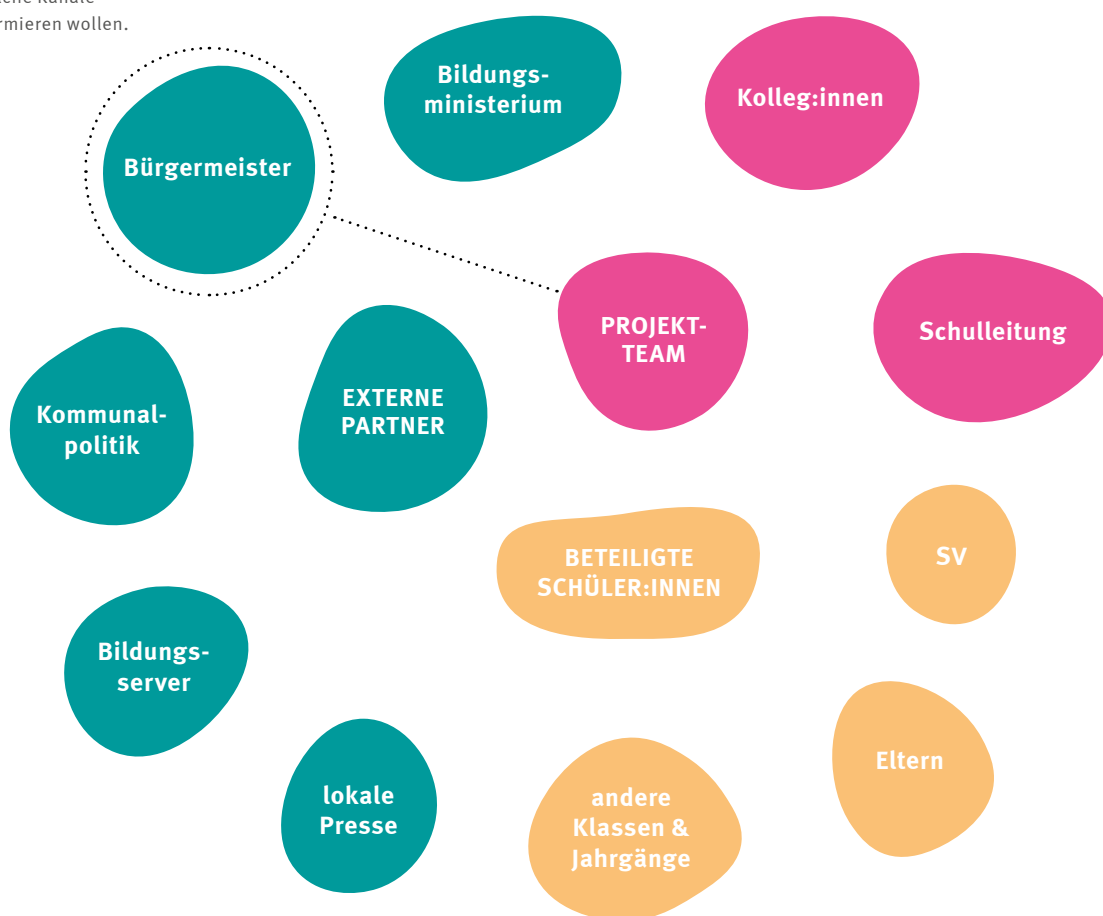 rmieren wollen.
Bildungs-
ministerium
Kolleg:innen
Bürgermeister
PROJEKT-
TEAM
Schulleitung
EXTERNE
PARTNER
Kommunal-
politik
BETEILIGTE
SCHÜLER:INNEN
SV
Bildungs-
server
Eltern
lokale
Presse
andere
Klassen &
Jahrgänge